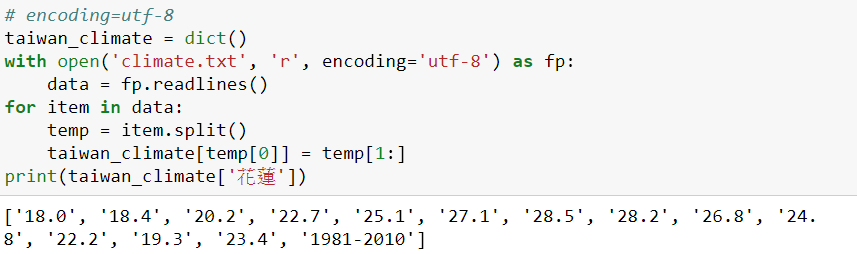 # encoding=utf-8
taiwan_climate = dict()
with open('climate.txt', 'r', encoding='utf-8') as fp:
    data = fp.readlines()
for item in data:
    temp = item.split()
    taiwan_climate[temp[0]] = temp[1:]
print(taiwan_climate['花蓮'])
['18.0', '18.4', '20.2', '22.7', '25.1', '27.1', '28.5', '28.2', '26.8', '24.
8', '22.2', '19.3', '23.4', '1981-2010']